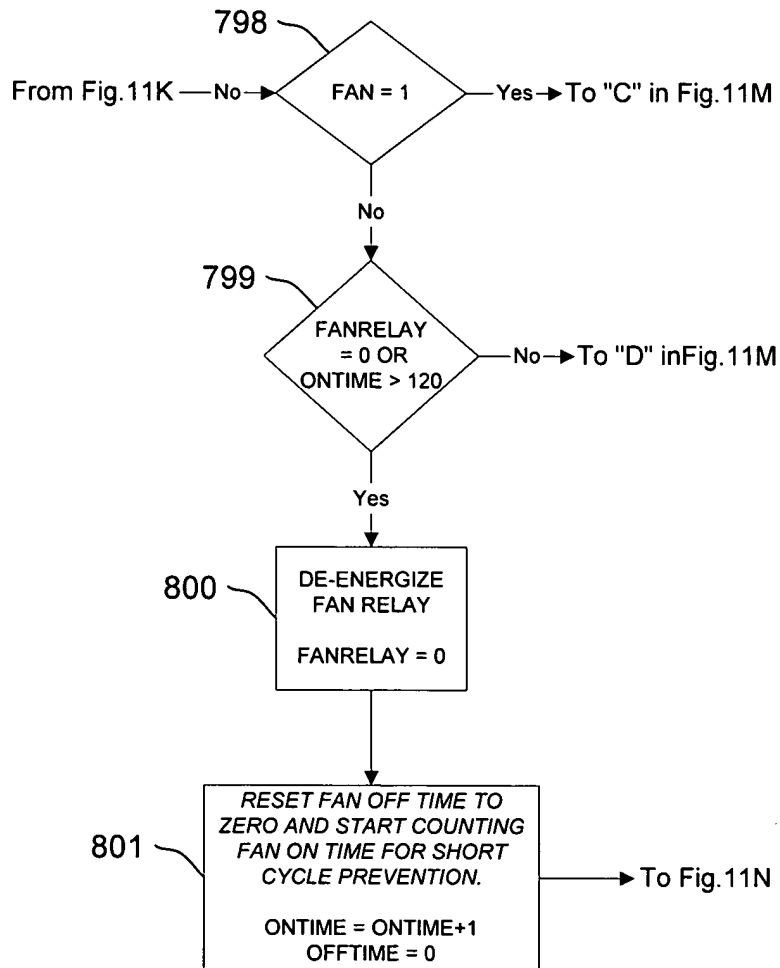 798
From Fig.11K
No
FAN = 1
Yes
To "C" in Fig.11M
No
799
FANRELAY
= 0 OR
ONTIME > 120
No
To "D" inFig.11M
Yes
800
DE-ENERGIZE
FAN RELAY
FANRELAY = 0
801
RESET FAN OFF TIME TO
ZERO AND START COUNTING
FAN ON TIME FOR SHORT
CYCLE PREVENTION.
ONTIME = ONTIME+1
OFFTIME = 0
To Fig.11N